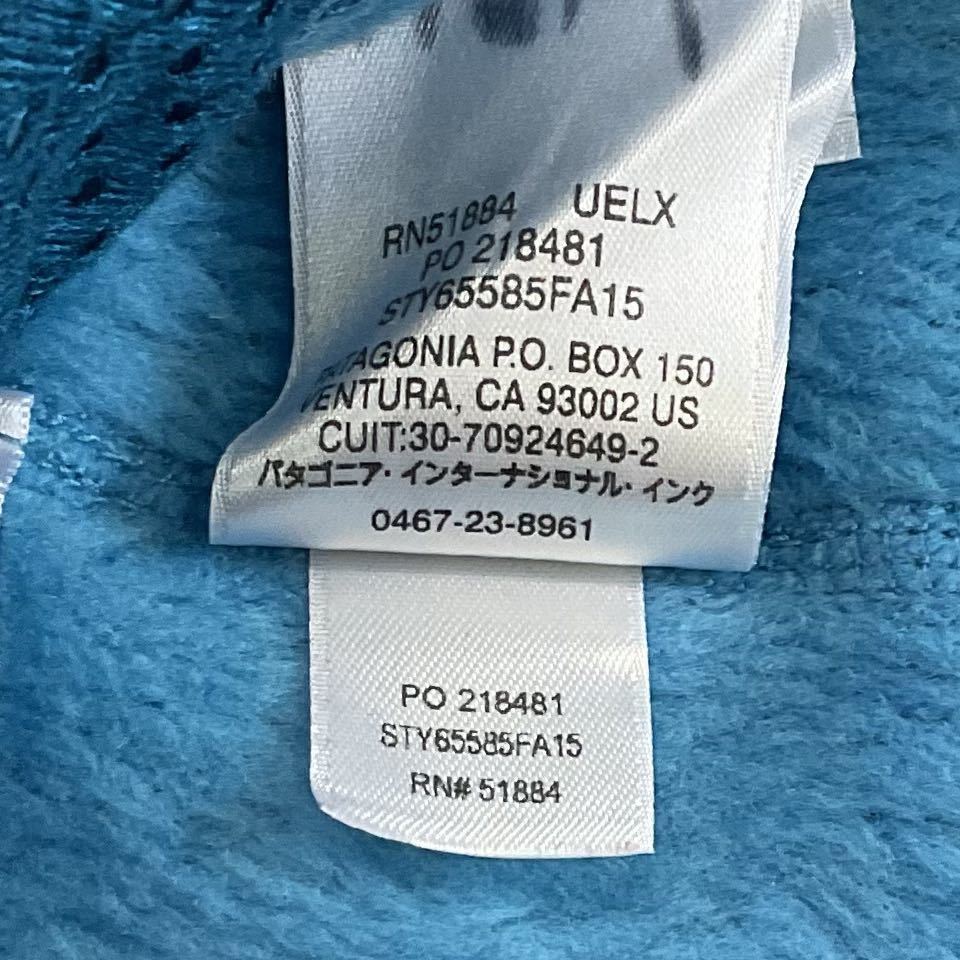 RN51884 UELX
PO 218481
STY65585FA15
PATAGONIA P.O. BOX 150
VENTURA, CA 93002 US
CUIT:30-70924649-2
パタゴニア・インターナショナル・インク
0467-23-8961
PO 218481
STY65585FA15
RN# 51884